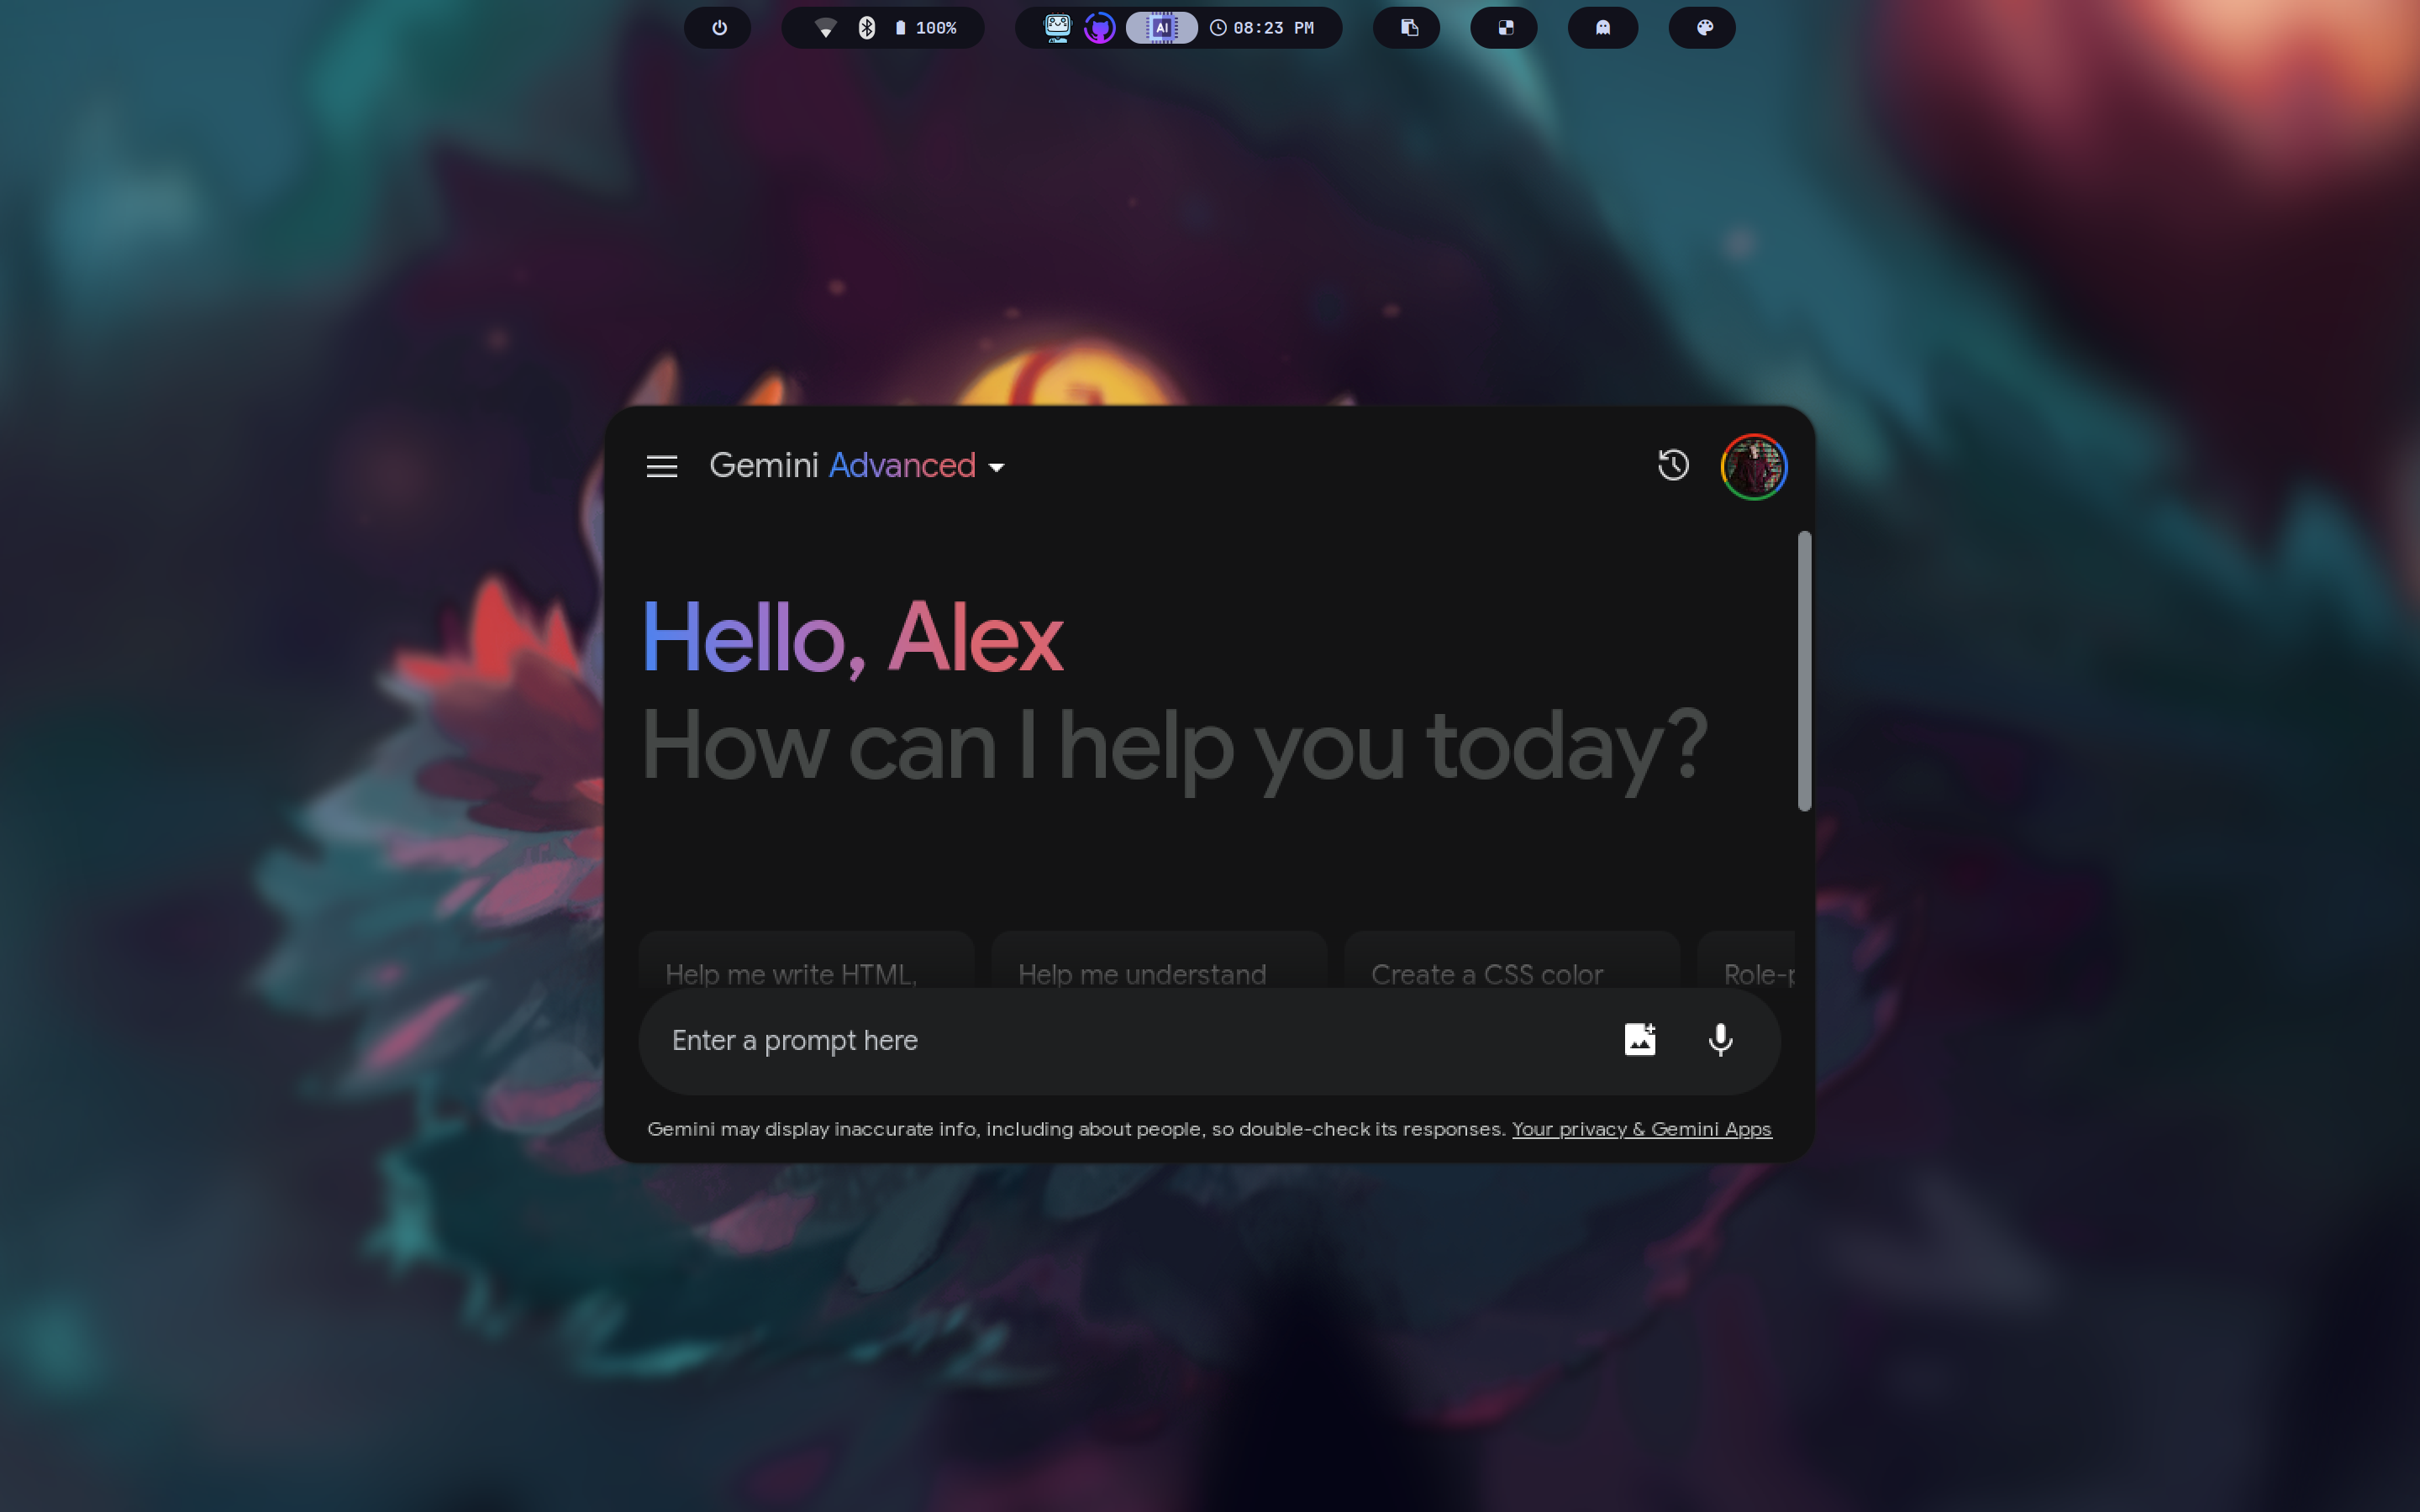 100%
AI
08:23 PM
Gemini Advanced
Hello, Alex
How can I help you today?
Help me write HTML,
Help me understand
Create a CSS color
Role-p
Enter a prompt here
Gemini may display inaccurate info, including about people, so double-check its responses. Your privacy & Gemini Apps